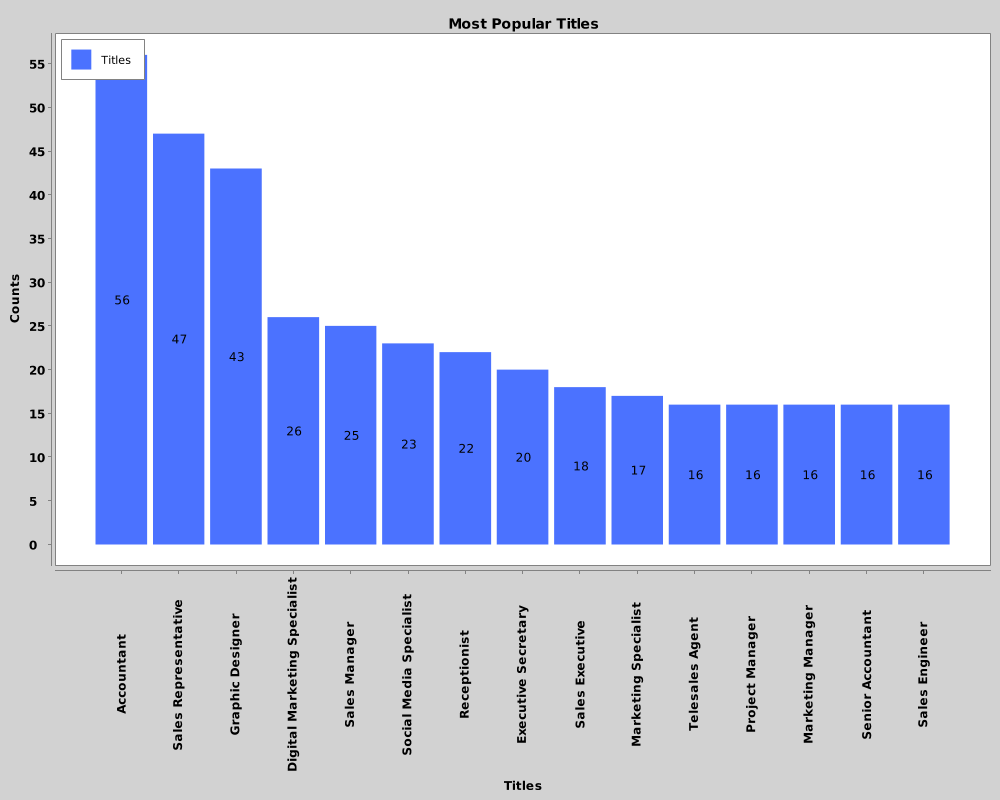 Most Popular Titles
Titles
Counts
55
50
45
40
35
30
25
20
15
10
5
0
56
47
43
26
25
23
22
20
18
17
16
16
16
16
16
Accountant
Sales Representative
Graphic Designer
Digital Marketing Specialist
Sales Manager
Social Media Specialist
Receptionist
Executive Secretary
Sales Executive
Marketing Specialist
Telesales Agent
Project Manager
Marketing Manager
Senior Accountant
Sales Engineer
Titles